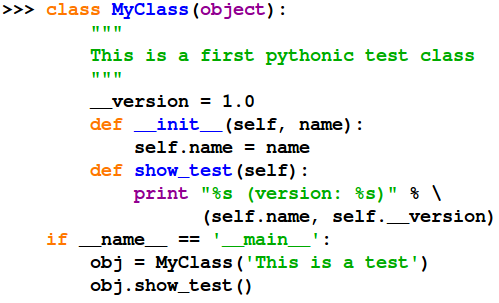 >>> class MyClass(object):
        """
        This is a first pythonic test class
        """
        __version = 1.0
        def __init__(self, name):
            self.name = name
        def show_test(self):
            print "%s (version: %s)" % \
                  (self.name, self.__version)
    if __name__ == '__main__':
        obj = MyClass('This is a test')
        obj.show_test()